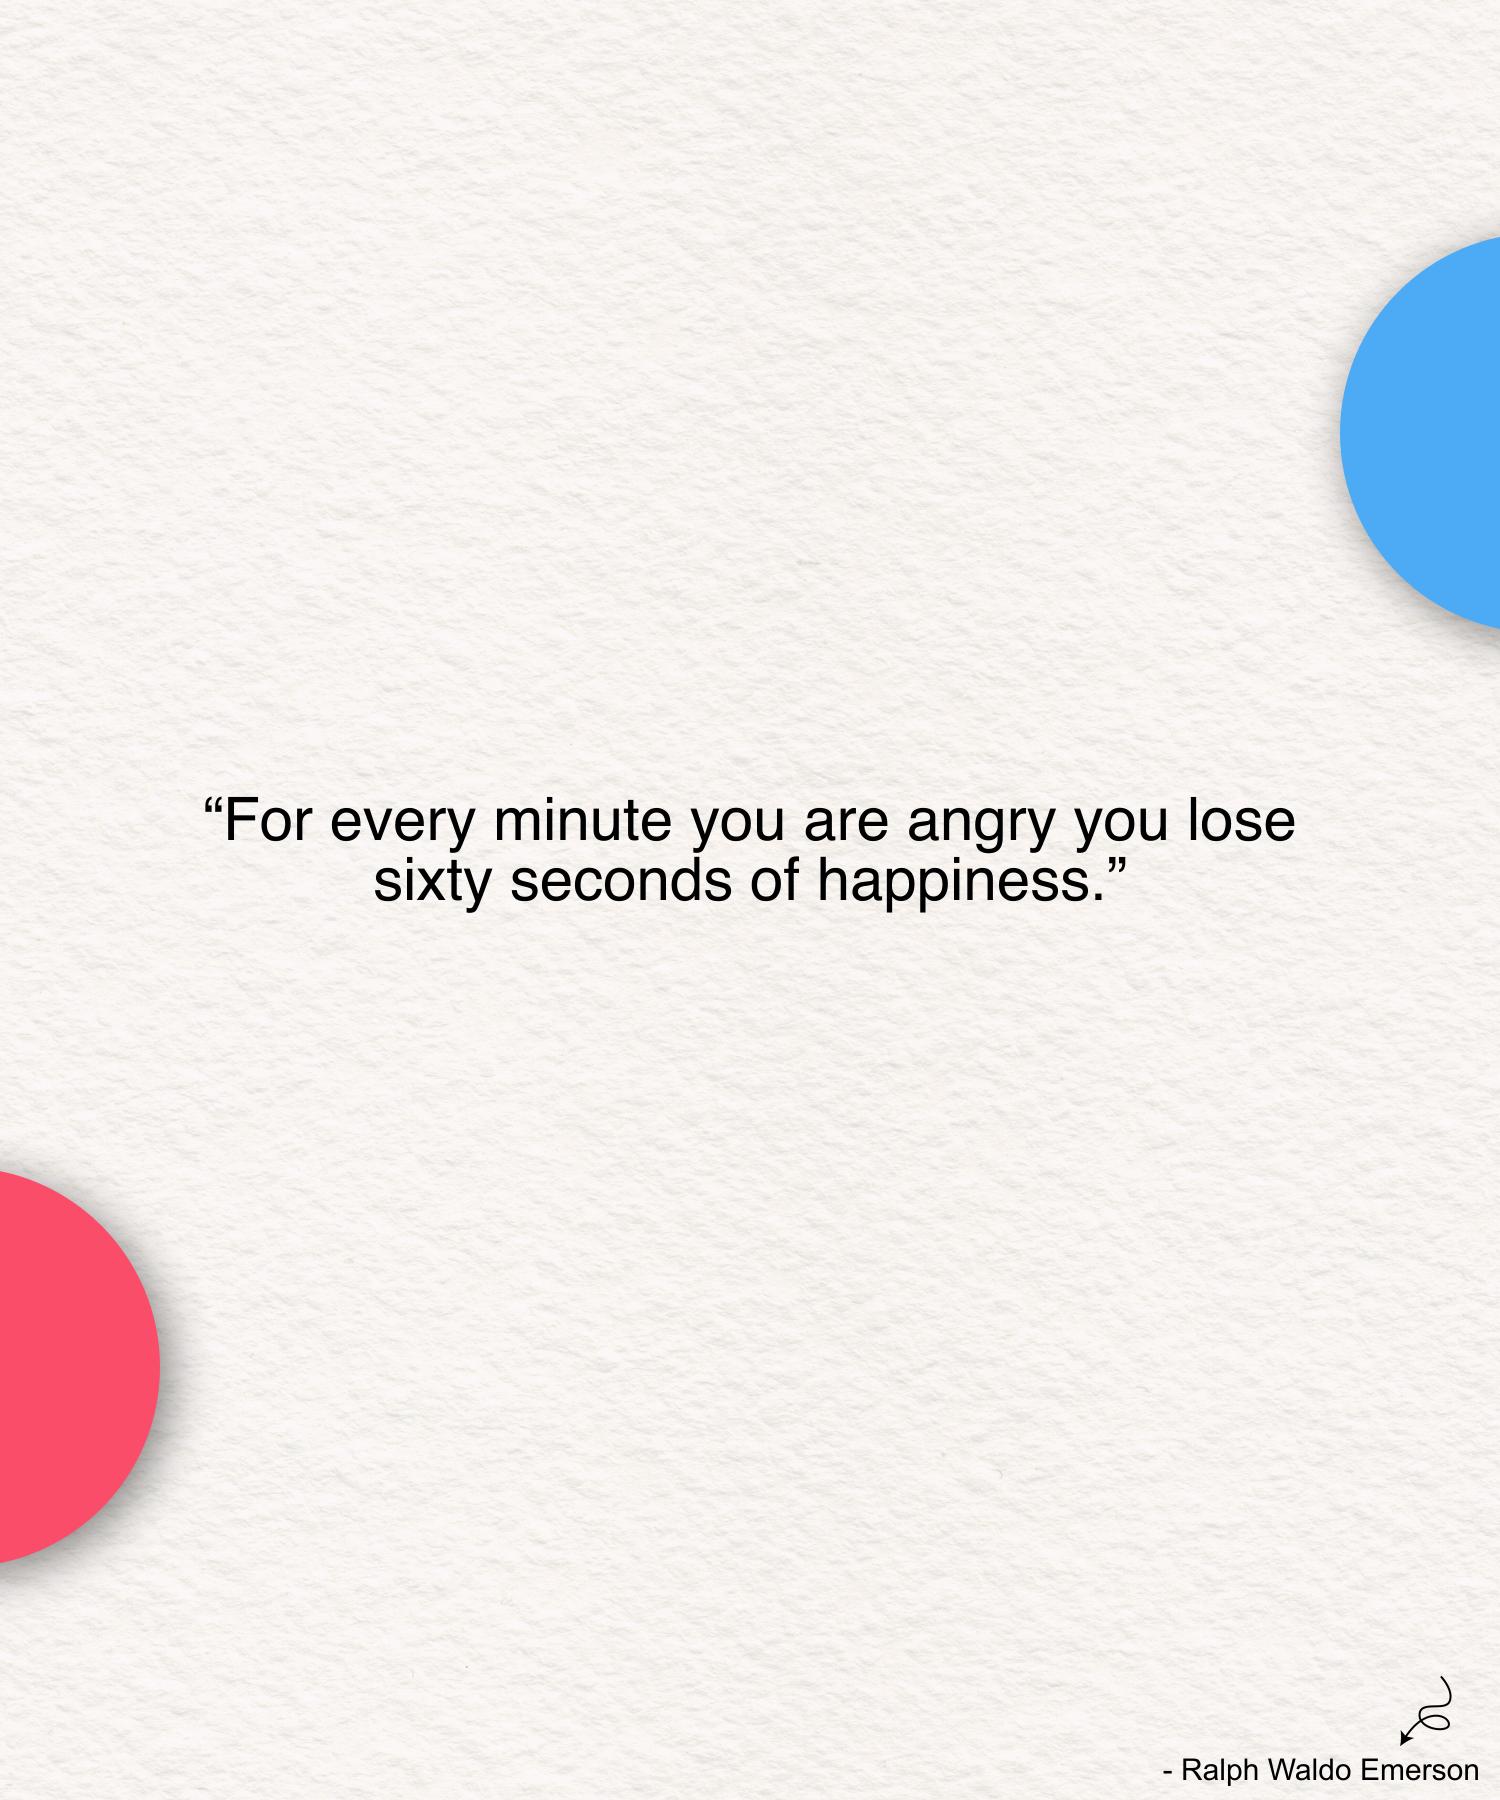 “For every minute you are angry you lose
sixty seconds of happiness.”
- Ralph Waldo Emerson